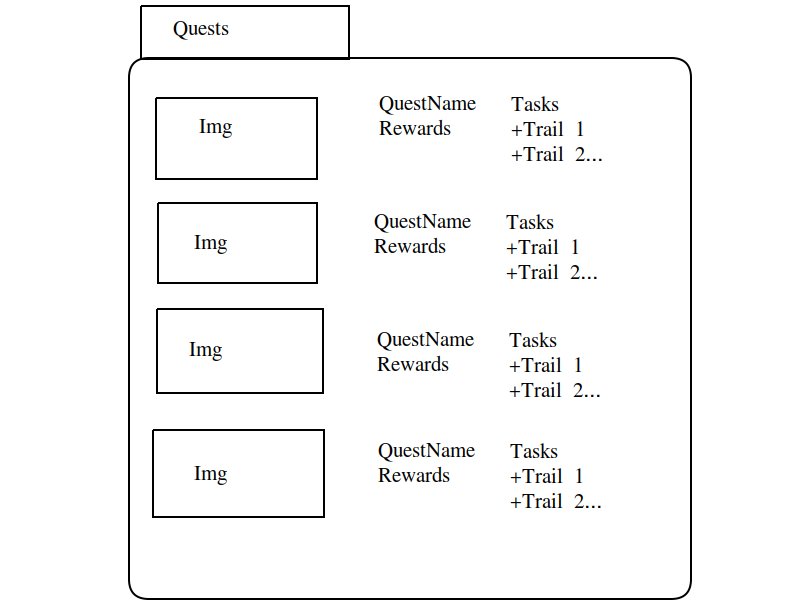 Quests
Img
QuestName
Rewards
Tasks
+Trail 1
+Trail 2...
Img
QuestName
Rewards
Tasks
+Trail 1
+Trail 2...
Img
QuestName
Rewards
Tasks
+Trail 1
+Trail 2...
Img
QuestName
Rewards
Tasks
+Trail 1
+Trail 2...